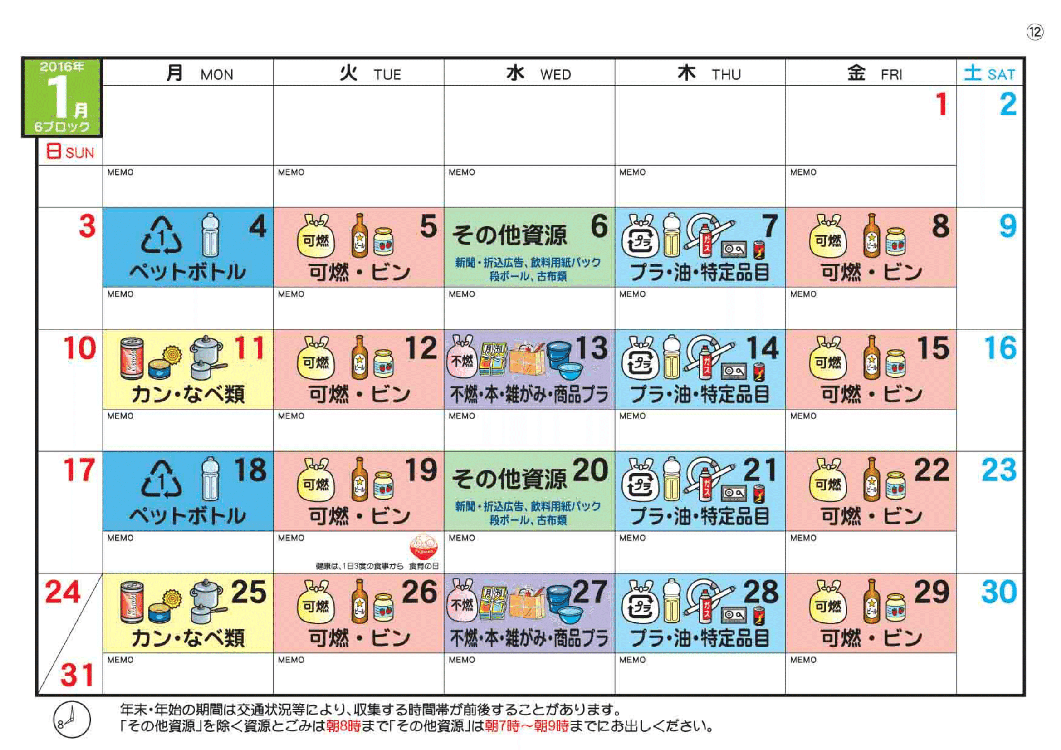 ⑫
2016年
1月
6ブロック
日 SUN
月 MON
火 TUE
水 WED
木 THU
金 FRI
土 SAT
1
2
MEMO
MEMO
MEMO
MEMO
MEMO
3
4
ペットボトル
5
可燃
可燃・ビン
6
その他資源
新聞・折込広告、飲料用紙パック
段ボール、古布類
7
プラ
ガス
プラ・油・特定品目
8
可燃
可燃・ビン
9
MEMO
MEMO
MEMO
MEMO
MEMO
10
11
カン・なべ類
12
可燃
可燃・ビン
13
不燃
月刊
不燃・本・雑がみ・商品プラ
14
プラ
ガス
プラ・油・特定品目
15
可燃
可燃・ビン
16
MEMO
MEMO
MEMO
MEMO
MEMO
17
18
ペットボトル
19
可燃
可燃・ビン
20
その他資源
新聞・折込広告、飲料用紙パック
段ボール、古布類
21
プラ
ガス
プラ・油・特定品目
22
可燃
可燃・ビン
23
MEMO
MEMO
健康は、1日3度の食事から 食育の日
MEMO
MEMO
MEMO
24
31
25
カン・なべ類
26
可燃
可燃・ビン
27
不燃
月刊
不燃・本・雑がみ・商品プラ
28
プラ
ガス
プラ・油・特定品目
29
可燃
可燃・ビン
30
MEMO
MEMO
MEMO
MEMO
MEMO
8
年末・年始の期間は交通状況等により、収集する時間帯が前後することがあります。
「その他資源」を除く資源とごみは朝8時まで「その他資源」は朝7時～朝9時までにお出しください。